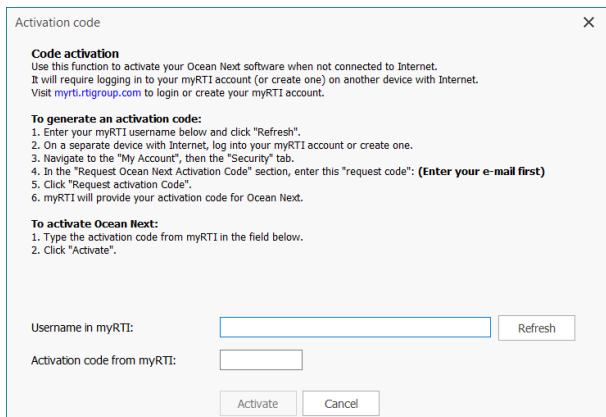 Activation code
Code activation
Use this function to activate your Ocean Next software when not connected to Internet.
It will require logging in to your myRTI account (or create one) on another device with Internet.
Visit myrti.rtigroup.com to login or create your myRTI account.
To generate an activation code:
1. Enter your myRTI username below and click "Refresh".
2. On a separate device with Internet, log into your myRTI account or create one.
3. Navigate to the "My Account", then the "Security" tab.
4. In the "Request Ocean Next Activation Code" section, enter this "request code": (Enter your e-mail first)
5. Click "Request activation Code".
6. myRTI will provide your activation code for Ocean Next.
To activate Ocean Next:
1. Type the activation code from myRTI in the field below.
2. Click "Activate".
Username in myRTI:
Refresh
Activation code from myRTI:
Activate Cancel